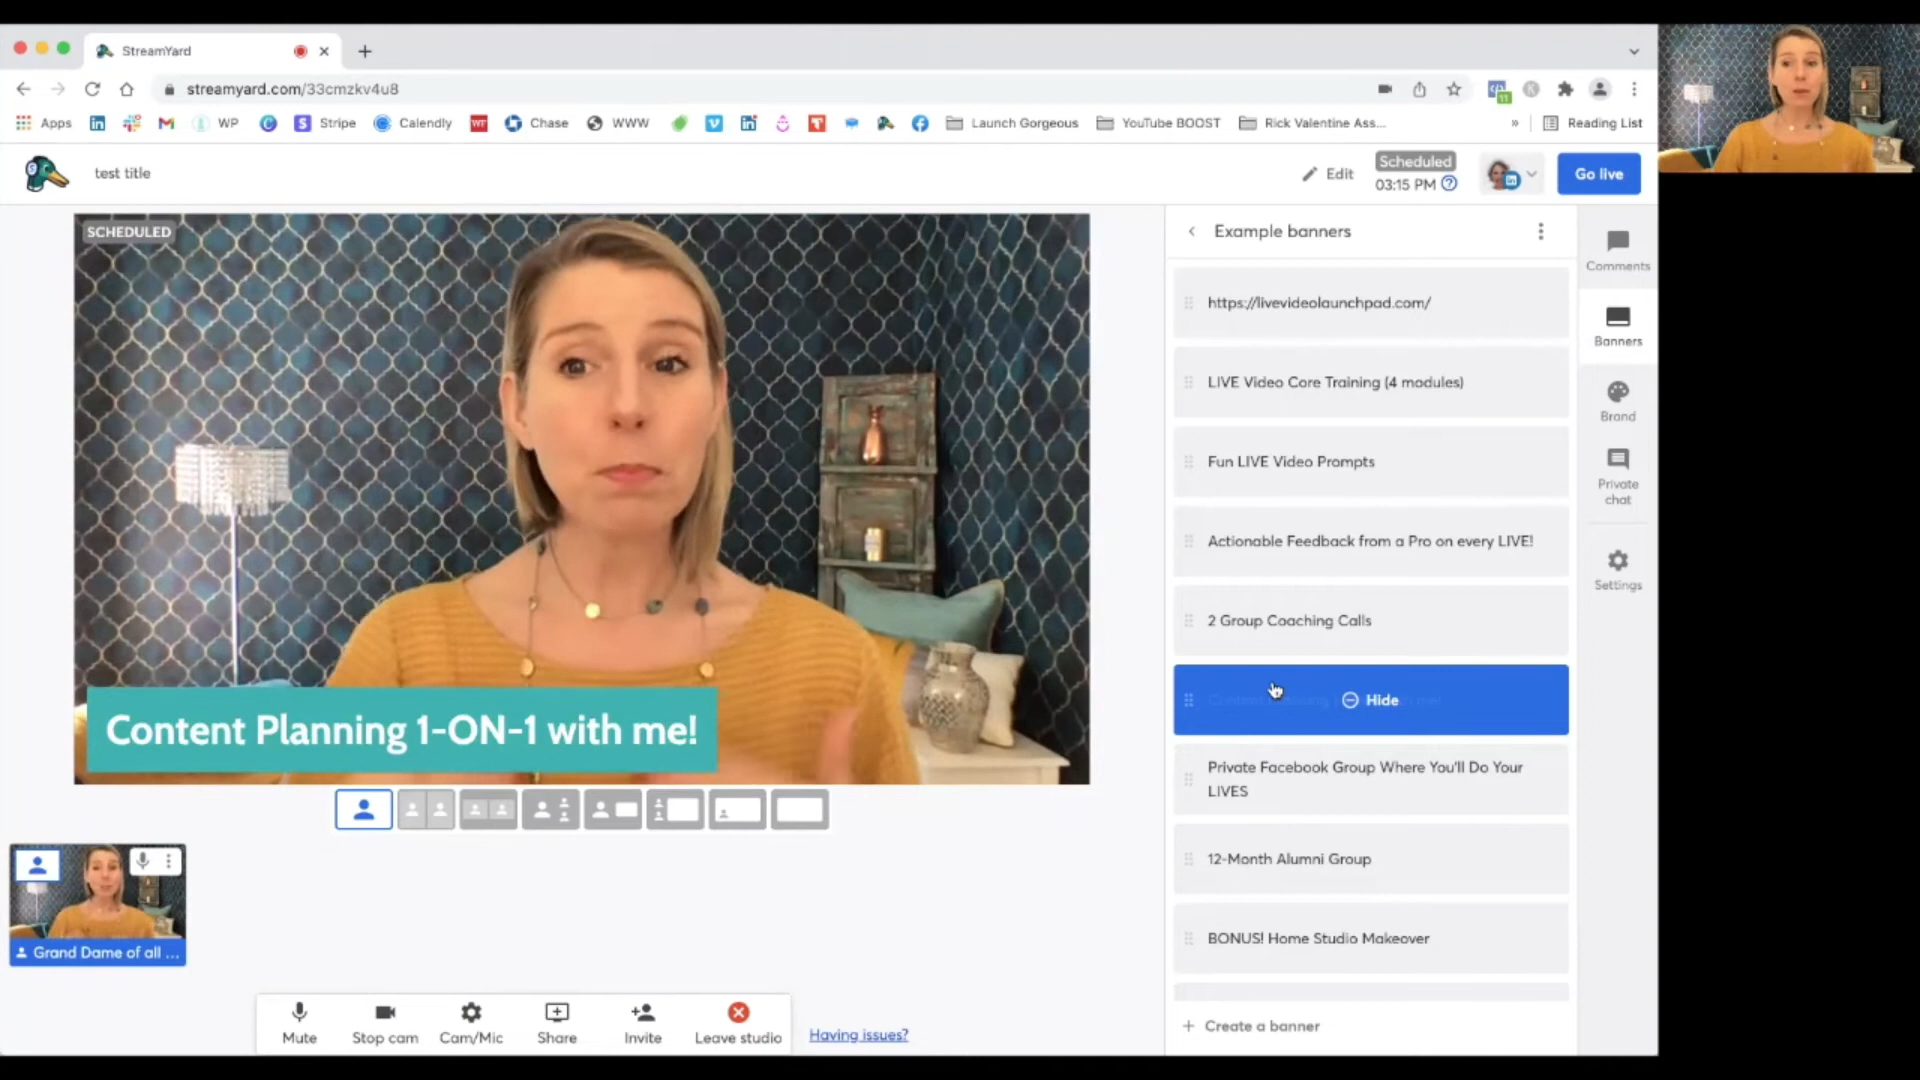 StreamYard
streamyard.com/33cmzkv4u8
11
Apps
WP
Stripe
Calendly
WT
Chase
WWW
Launch Gorgeous
YouTube BOOST
Rick Valentine Ass...
»
Reading List
test title
Edit
Scheduled
03:15 PM
Go live
SCHEDULED
Content Planning 1-ON-1 with me!
Grand Dame of all ...
Mute
Stop cam
Cam/Mic
Share
Invite
Leave studio
Having issues?
Example banners
https://livevideolaunchpad.com/
LIVE Video Core Training (4 modules)
Fun LIVE Video Prompts
Actionable Feedback from a Pro on every LIVE!
2 Group Coaching Calls
Hide
Private Facebook Group Where You'll Do Your
LIVES
12-Month Alumni Group
BONUS! Home Studio Makeover
+ Create a banner
Comments
Banners
Brand
Private
chat
Settings